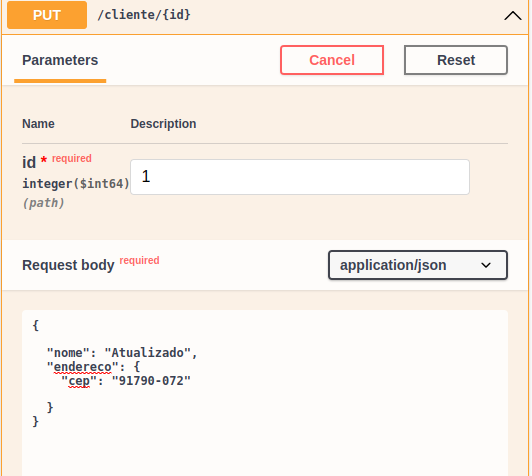 PUT /cliente/{id}
Parameters Cancel Reset
Name Description
id * required
integer($int64) 1
(path)
Request body required application/json
{
"nome": "Atualizado",
"endereco": {
"cep": "91790-072"
}
}